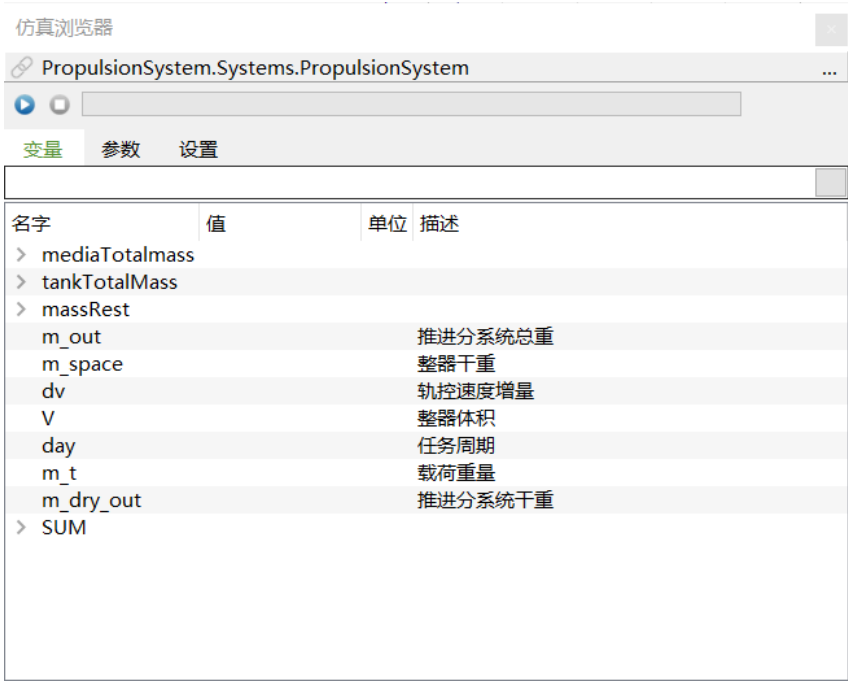 仿真浏览器
PropulsionSystem.Systems.PropulsionSystem ...
变量 参数 设置
名字 值 单位 描述
mediaTotalmass
tankTotalMass
massRest
m_out 推进分系统总重
m_space 整器干重
dv 轨控速度增量
V 整器体积
day 任务周期
m_t 载荷重量
m_dry_out 推进分系统干重
SUM